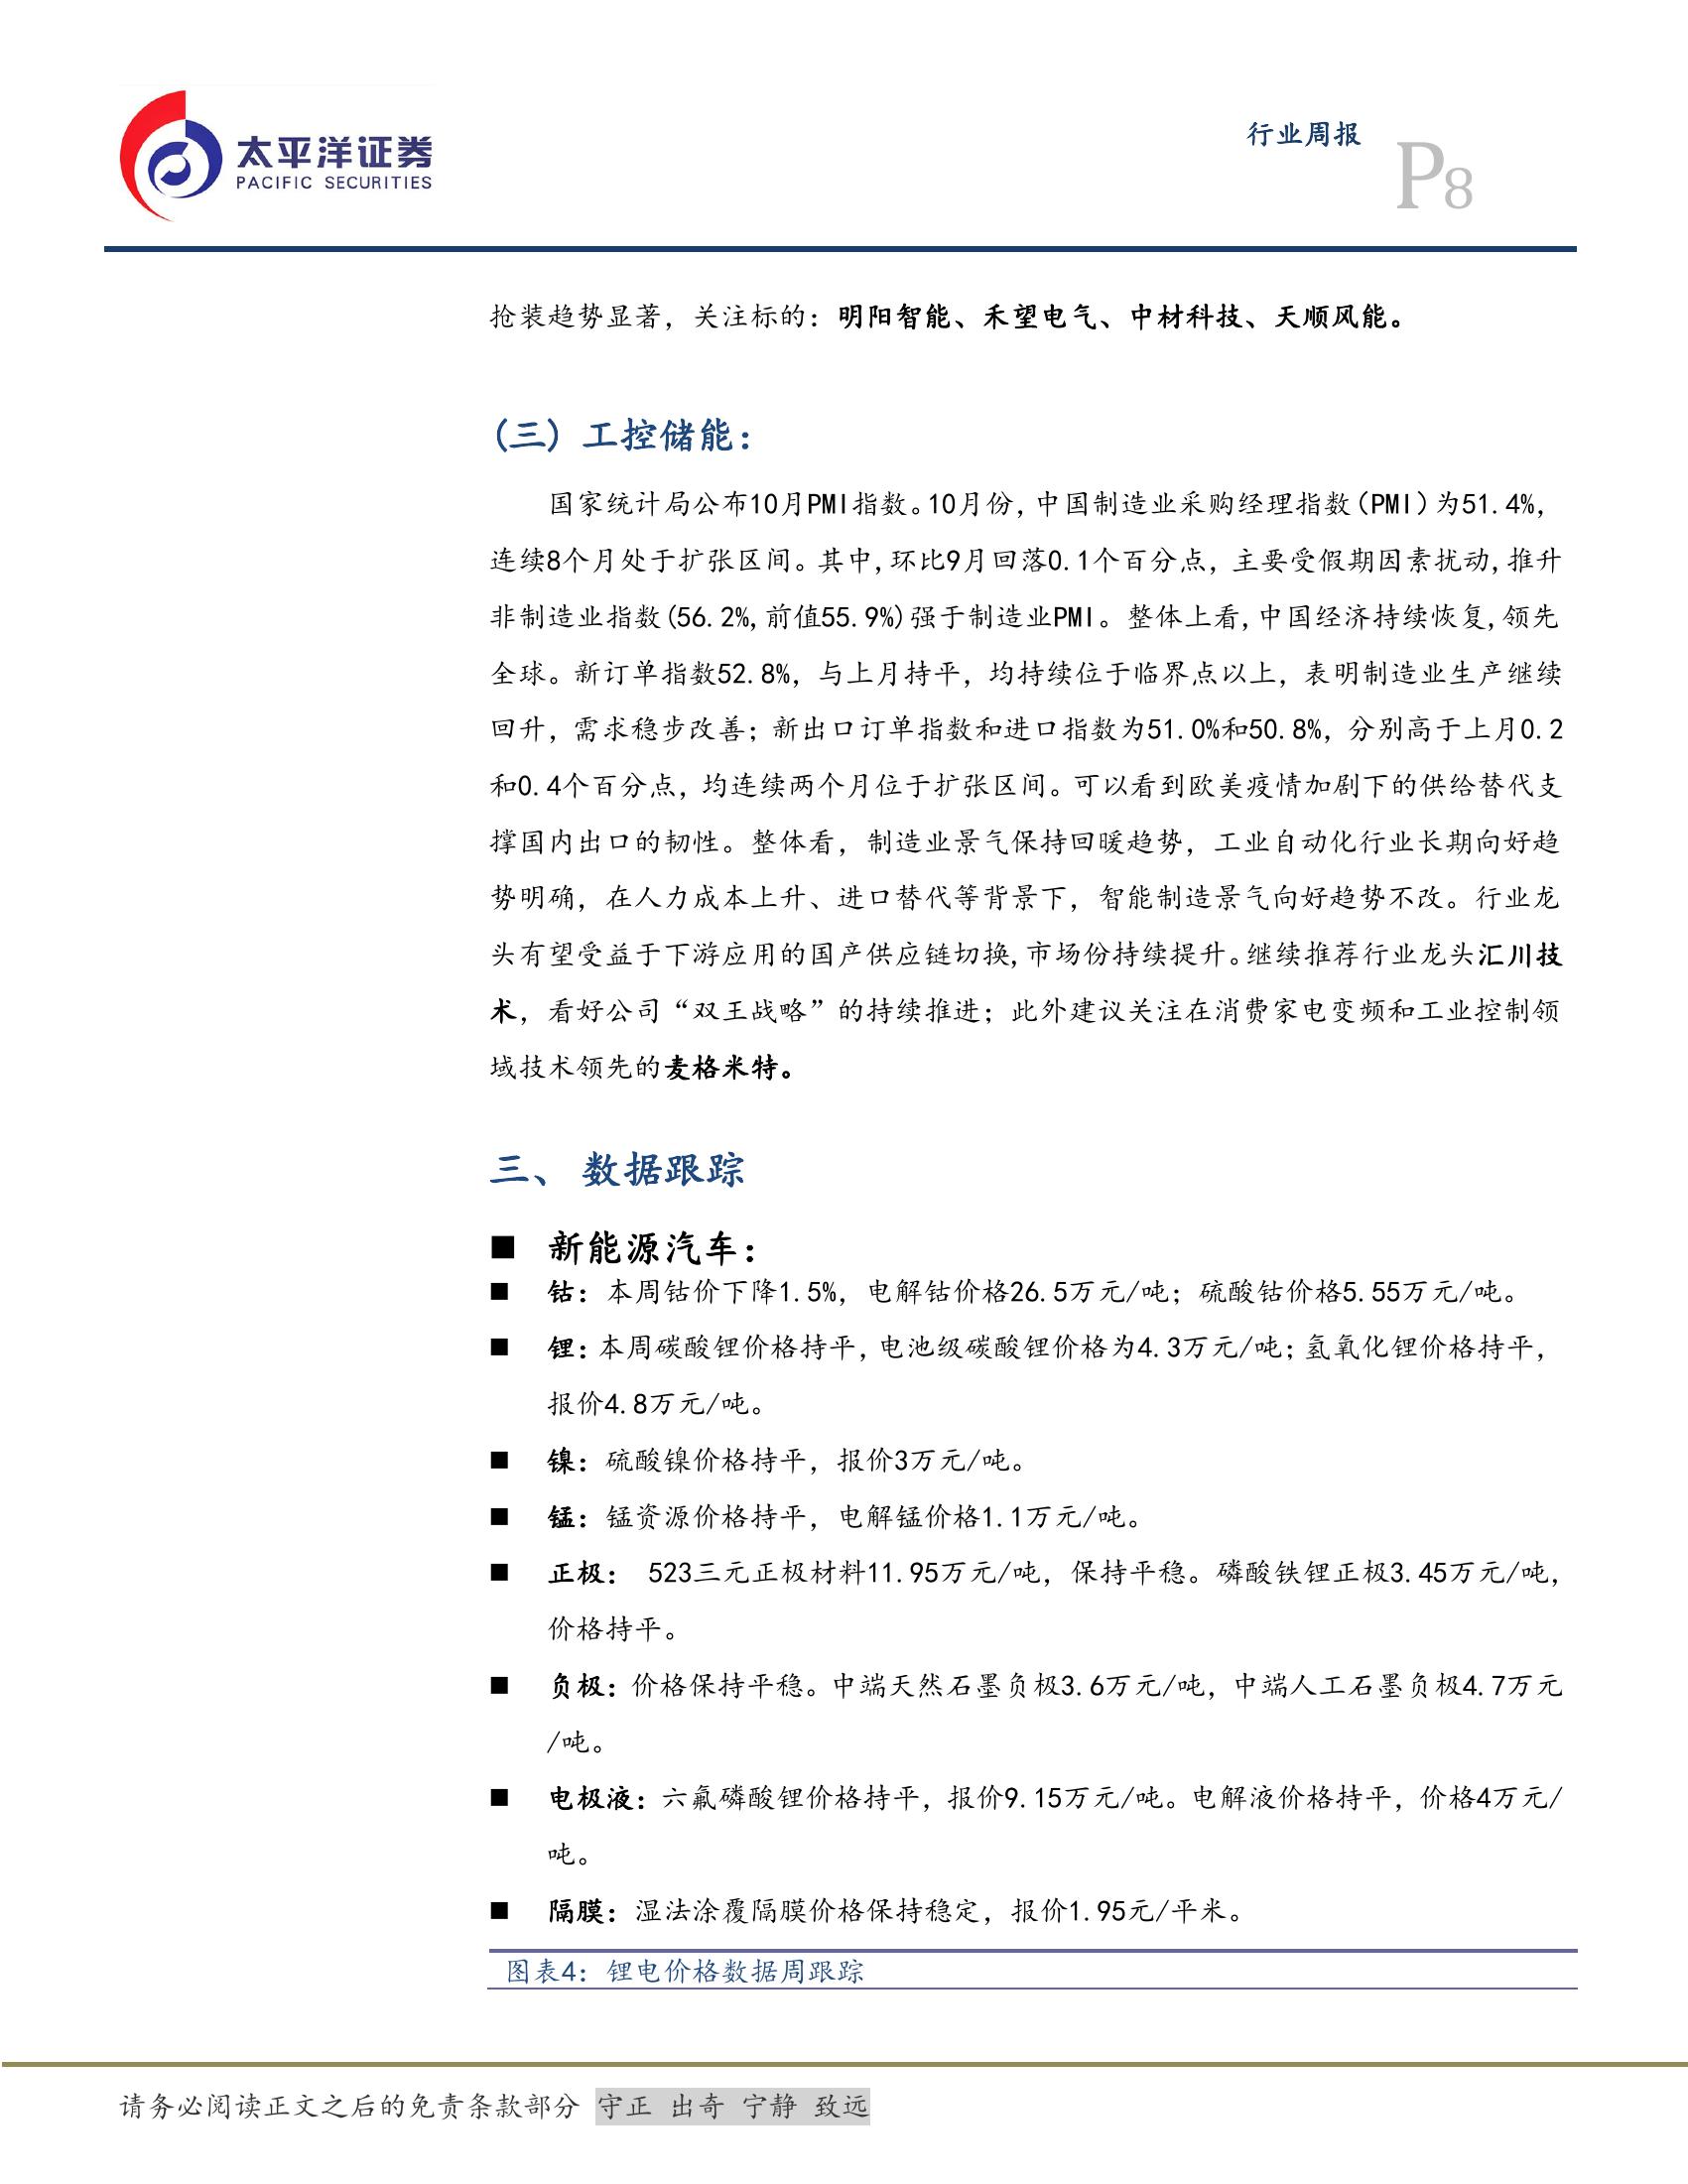 太平洋证券
PACIFIC SECURITIES
行业周报
P8
抢装趋势显著，关注标的：明阳智能、禾望电气、中材科技、天顺风能。
(三) 工控储能：
国家统计局公布10月PMI指数。10月份，中国制造业采购经理指数（PMI）为51.4%，
连续8个月处于扩张区间。其中，环比9月回落0.1个百分点，主要受假期因素扰动，推升
非制造业指数(56.2%,前值55.9%)强于制造业PMI。整体上看，中国经济持续恢复，领先
全球。新订单指数52.8%，与上月持平，均持续位于临界点以上，表明制造业生产继续
回升，需求稳步改善；新出口订单指数和进口指数为51.0%和50.8%，分别高于上月0.2
和0.4个百分点，均连续两个月位于扩张区间。可以看到欧美疫情加剧下的供给替代支
撑国内出口的韧性。整体看，制造业景气保持回暖趋势，工业自动化行业长期向好趋
势明确，在人力成本上升、进口替代等背景下，智能制造景气向好趋势不改。行业龙
头有望受益于下游应用的国产供应链切换，市场份持续提升。继续推荐行业龙头汇川技
术，看好公司“双王战略”的持续推进；此外建议关注在消费家电变频和工业控制领
域技术领先的麦格米特。
三、 数据跟踪
■ 新能源汽车：
■ 钴：本周钴价下降1.5%，电解钴价格26.5万元/吨；硫酸钴价格5.55万元/吨。
■ 锂：本周碳酸锂价格持平，电池级碳酸锂价格为4.3万元/吨；氢氧化锂价格持平，
报价4.8万元/吨。
■ 镍：硫酸镍价格持平，报价3万元/吨。
■ 锰：锰资源价格持平，电解锰价格1.1万元/吨。
■ 正极： 523三元正极材料11.95万元/吨，保持平稳。磷酸铁锂正极3.45万元/吨，
价格持平。
■ 负极：价格保持平稳。中端天然石墨负极3.6万元/吨，中端人工石墨负极4.7万元
/吨。
■ 电极液：六氟磷酸锂价格持平，报价9.15万元/吨。电解液价格持平，价格4万元/
吨。
■ 隔膜：湿法涂覆隔膜价格保持稳定，报价1.95元/平米。
图表4：锂电价格数据周跟踪
请务必阅读正文之后的免责条款部分 守正 出奇 宁静 致远